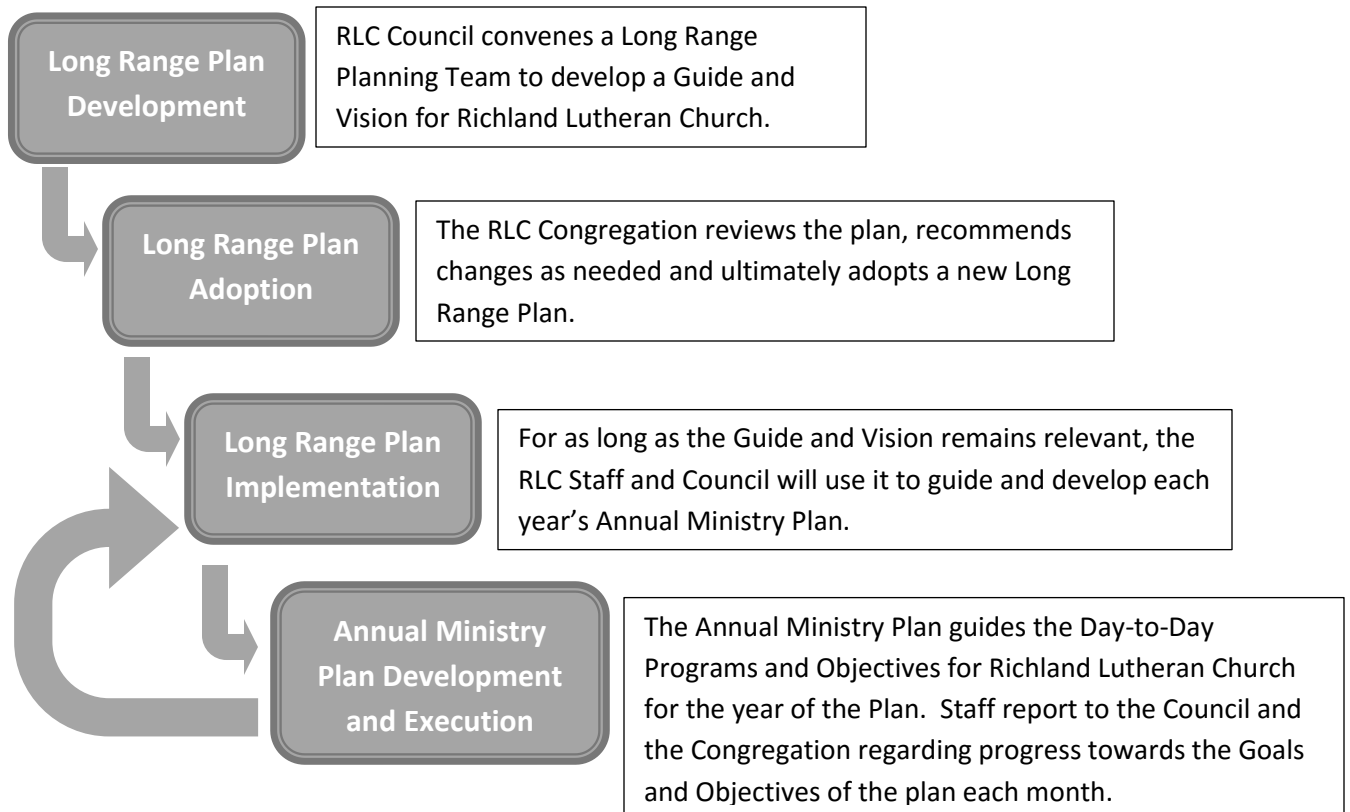 Long Range Plan
Development
RLC Council convenes a Long Range
Planning Team to develop a Guide and
Vision for Richland Lutheran Church.
Long Range Plan
Adoption
The RLC Congregation reviews the plan, recommends
changes as needed and ultimately adopts a new Long
Range Plan.
Long Range Plan
Implementation
For as long as the Guide and Vision remains relevant, the
RLC Staff and Council will use it to guide and develop each
year’s Annual Ministry Plan.
Annual Ministry
Plan Development
and Execution
The Annual Ministry Plan guides the Day-to-Day
Programs and Objectives for Richland Lutheran Church
for the year of the Plan.  Staff report to the Council and
the Congregation regarding progress towards the Goals
and Objectives of the plan each month.